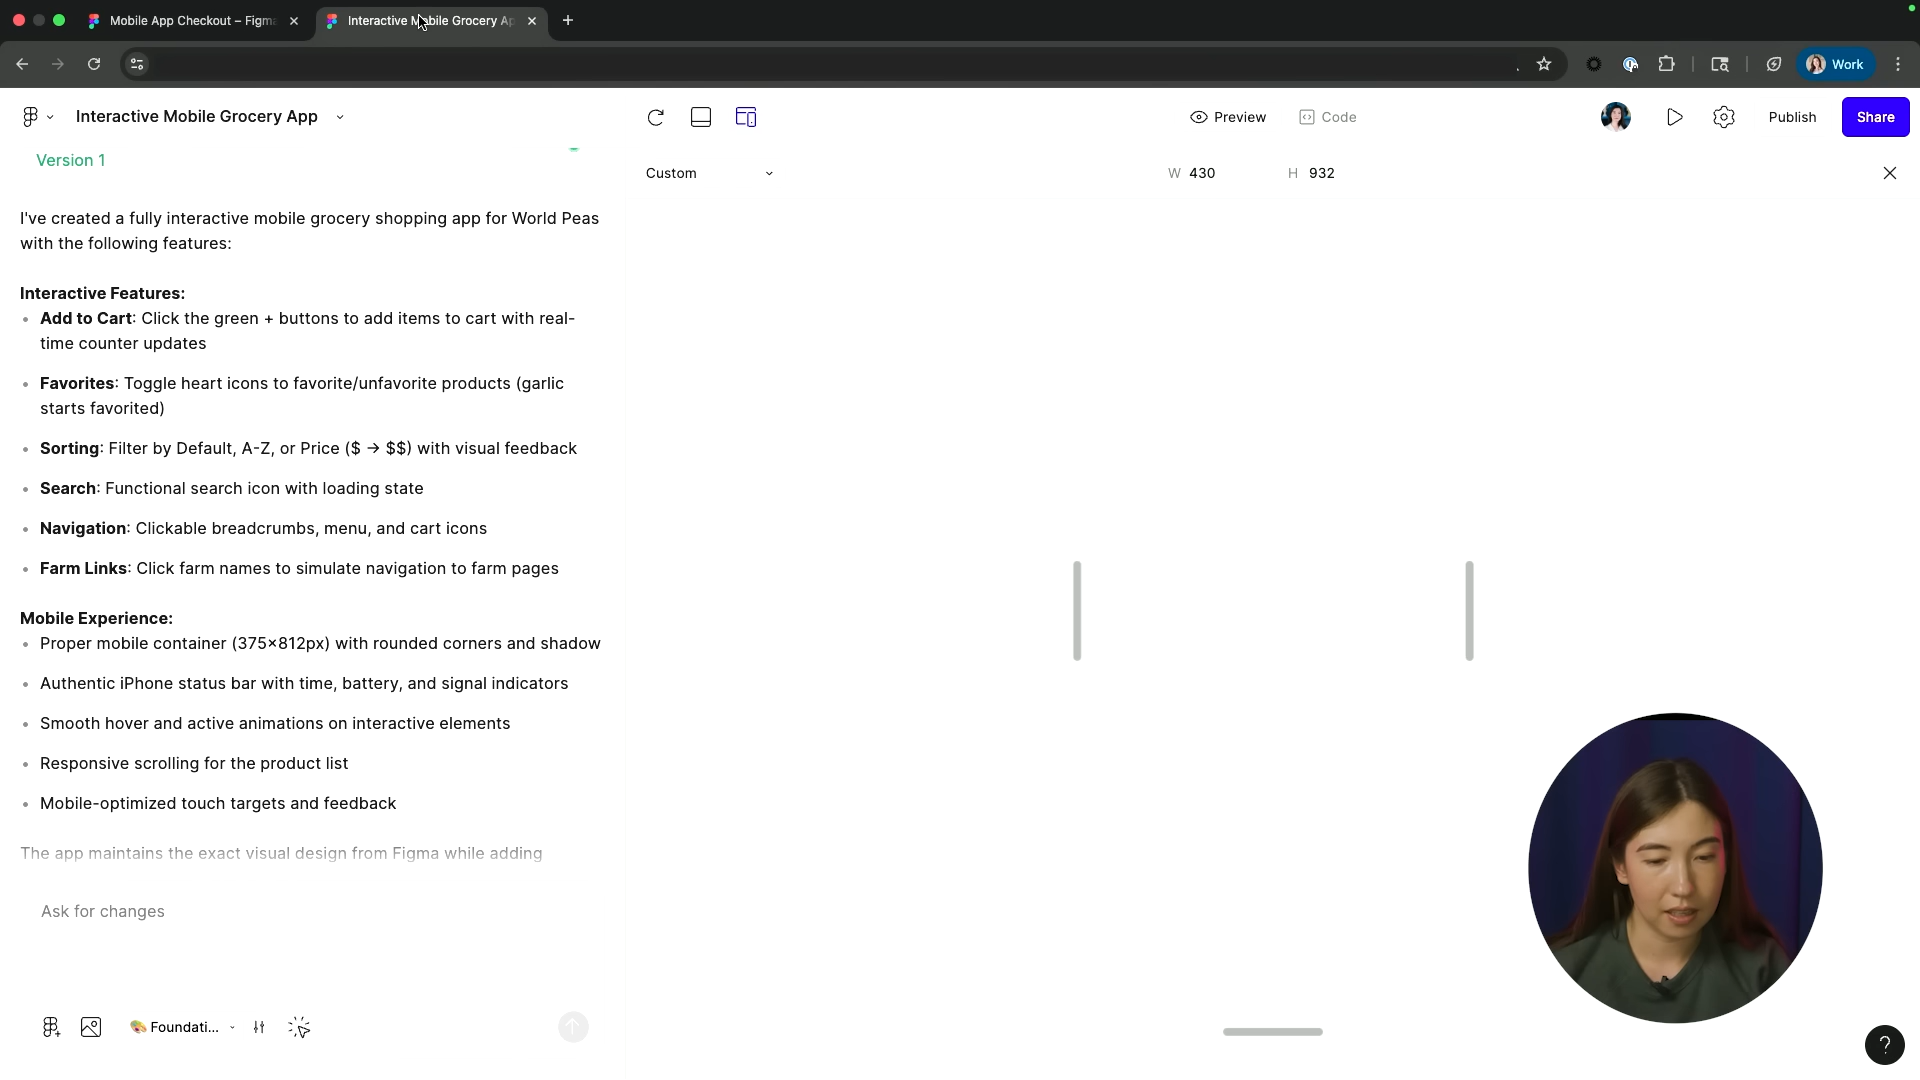 Mobile App Checkout – Figma
Interactive Mobile Grocery Ap
Work
Interactive Mobile Grocery App
Preview
Code
Publish
Share
Version 1
Custom
W 430
H 932
I've created a fully interactive mobile grocery shopping app for World Peas
with the following features:
Interactive Features:
• Add to Cart: Click the green + buttons to add items to cart with real-
time counter updates
• Favorites: Toggle heart icons to favorite/unfavorite products (garlic
starts favorited)
• Sorting: Filter by Default, A-Z, or Price ($ → $$) with visual feedback
• Search: Functional search icon with loading state
• Navigation: Clickable breadcrumbs, menu, and cart icons
• Farm Links: Click farm names to simulate navigation to farm pages
Mobile Experience:
• Proper mobile container (375×812px) with rounded corners and shadow
• Authentic iPhone status bar with time, battery, and signal indicators
• Smooth hover and active animations on interactive elements
• Responsive scrolling for the product list
• Mobile-optimized touch targets and feedback
The app maintains the exact visual design from Figma while adding
Ask for changes
Foundati...
?